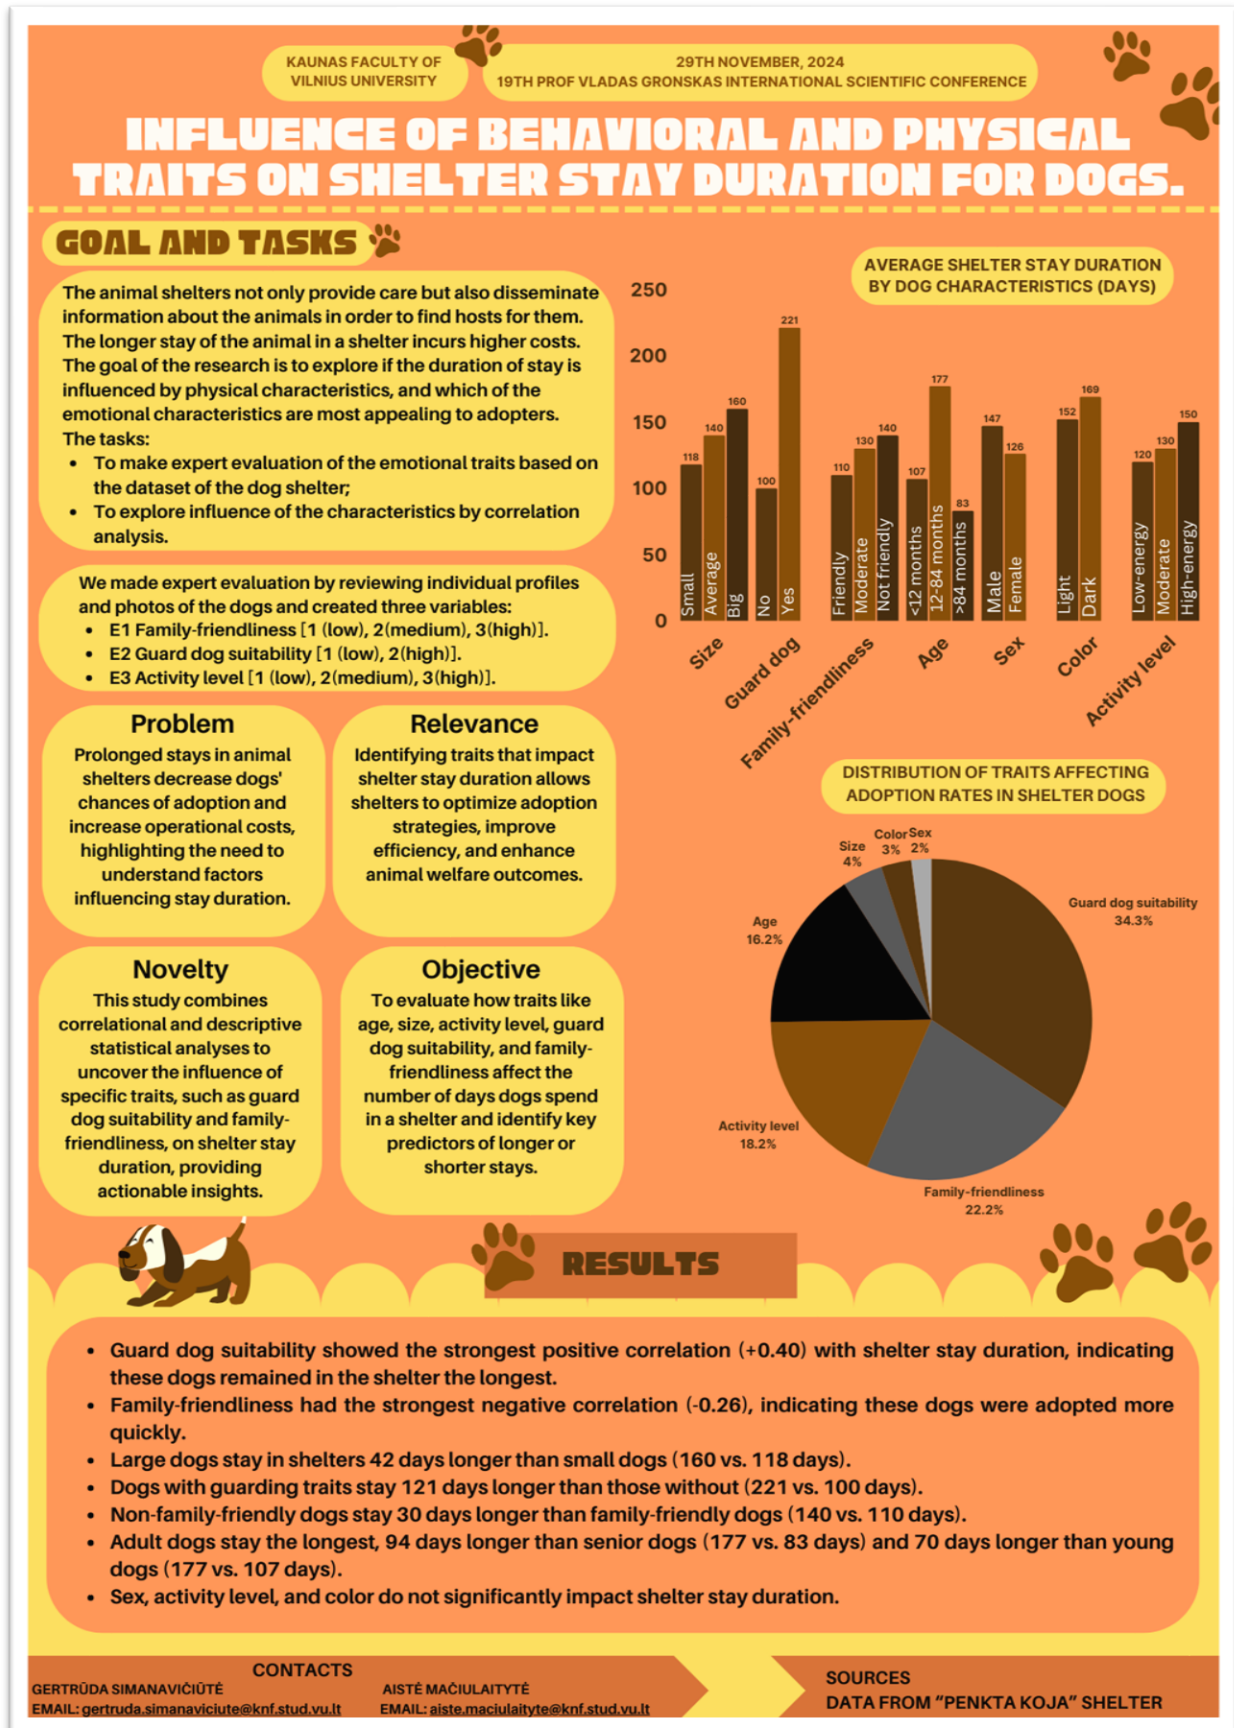 KAUNAS FACULTY OF
VILNIUS UNIVERSITY
29TH NOVEMBER, 2024
19TH PROF VLADAS GRONSKAS INTERNATIONAL SCIENTIFIC CONFERENCE
INFLUENCE OF BEHAVIORAL AND PHYSICAL
TRAITS ON SHELTER STAY DURATION FOR DOGS.
GOAL AND TASKS
The animal shelters not only provide care but also disseminate
information about the animals in order to find hosts for them.
The longer stay of the animal in a shelter incurs higher costs.
The goal of the research is to explore if the duration of stay is
influenced by physical characteristics, and which of the
emotional characteristics are most appealing to adopters.
The tasks:
• To make expert evaluation of the emotional traits based on
the dataset of the dog shelter;
• To explore influence of the characteristics by correlation
analysis.
We made expert evaluation by reviewing individual profiles
and photos of the dogs and created three variables:
• E1 Family-friendliness [1 (low), 2(medium), 3(high)].
• E2 Guard dog suitability [1 (low), 2(high)].
• E3 Activity level [1 (low), 2(medium), 3(high)].
Problem
Prolonged stays in animal
shelters decrease dogs'
chances of adoption and
increase operational costs,
highlighting the need to
understand factors
influencing stay duration.
Relevance
Identifying traits that impact
shelter stay duration allows
shelters to optimize adoption
strategies, improve
efficiency, and enhance
animal welfare outcomes.
Novelty
This study combines
correlational and descriptive
statistical analyses to
uncover the influence of
specific traits, such as guard
dog suitability and family-
friendliness, on shelter stay
duration, providing
actionable insights.
Objective
To evaluate how traits like
age, size, activity level, guard
dog suitability, and family-
friendliness affect the
number of days dogs spend
in a shelter and identify key
predictors of longer or
shorter stays.
AVERAGE SHELTER STAY DURATION
BY DOG CHARACTERISTICS (DAYS)
250
200
150
100
50
0
118
140
160
100
221
110
130
140
107
177
83
147
126
152
169
120
130
150
Small
Average
Big
No
Yes
Friendly
Moderate
Not friendly
<12 months
12-84 months
>84 months
Male
Female
Light
Dark
Low-energy
Moderate
High-energy
Size
Guard dog
Family-friendliness
Age
Sex
Color
Activity level
DISTRIBUTION OF TRAITS AFFECTING
ADOPTION RATES IN SHELTER DOGS
Sex
2%
Color
3%
Size
4%
Age
16.2%
Activity level
18.2%
Family-friendliness
22.2%
Guard dog suitability
34.3%
RESULTS
• Guard dog suitability showed the strongest positive correlation (+0.40) with shelter stay duration, indicating
these dogs remained in the shelter the longest.
• Family-friendliness had the strongest negative correlation (-0.26), indicating these dogs were adopted more
quickly.
• Large dogs stay in shelters 42 days longer than small dogs (160 vs. 118 days).
• Dogs with guarding traits stay 121 days longer than those without (221 vs. 100 days).
• Non-family-friendly dogs stay 30 days longer than family-friendly dogs (140 vs. 110 days).
• Adult dogs stay the longest, 94 days longer than senior dogs (177 vs. 83 days) and 70 days longer than young
dogs (177 vs. 107 days).
• Sex, activity level, and color do not significantly impact shelter stay duration.
CONTACTS
GERTRŪDA SIMANAVIČIŪTĖ
EMAIL: gertruda.simanaviciute@knf.stud.vu.lt
AISTĖ MAČIULAITYTĖ
EMAIL: aiste.maciulaityte@knf.stud.vu.lt
SOURCES
DATA FROM “PENKTA KOJA” SHELTER